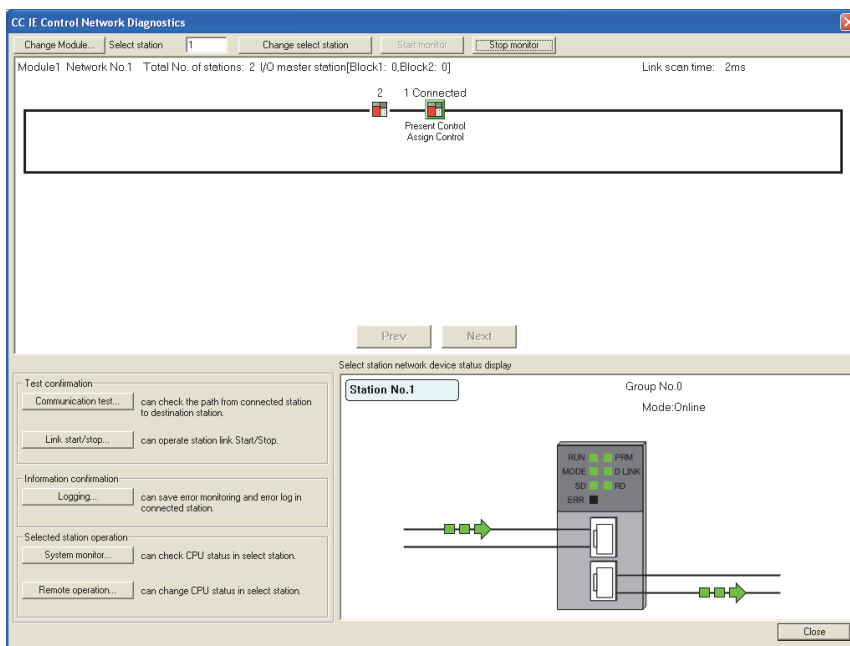 CC IE Control Network Diagnostics
Change Module... Select station 1 Change select station Start monitor Stop monitor
Module1 Network No.1 Total No. of stations: 2 I/O master station[Block1: 0,Block2: 0] Link scan time: 2ms
2 1 Connected
Present Control
Assign Control
Prev Next
Select station network device status display
Test confirmation
Communication test... can check the path from connected station
to destination station.
Link start/stop... can operate station link Start/Stop.
Information confirmation
Logging... can save error monitoring and error log in
connected station.
Selected station operation
System monitor... can check CPU status in select station.
Remote operation... can change CPU status in select station.
Station No.1 Group No.0
Mode:Online
RUN PRM
MODE D LINK
SD RD
ERR.
Close